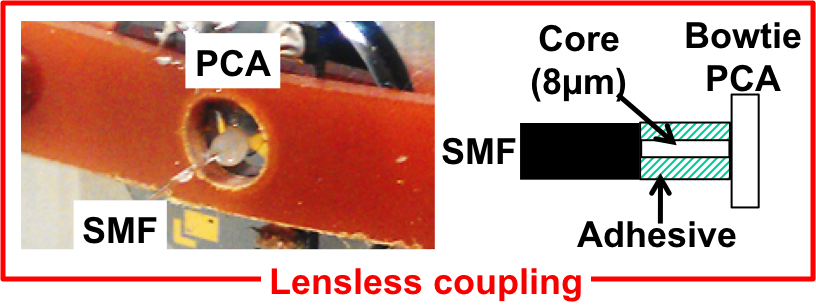 PCA
SMF
Core
(8μm)
Bowtie
PCA
SMF
Adhesive
Lensless coupling